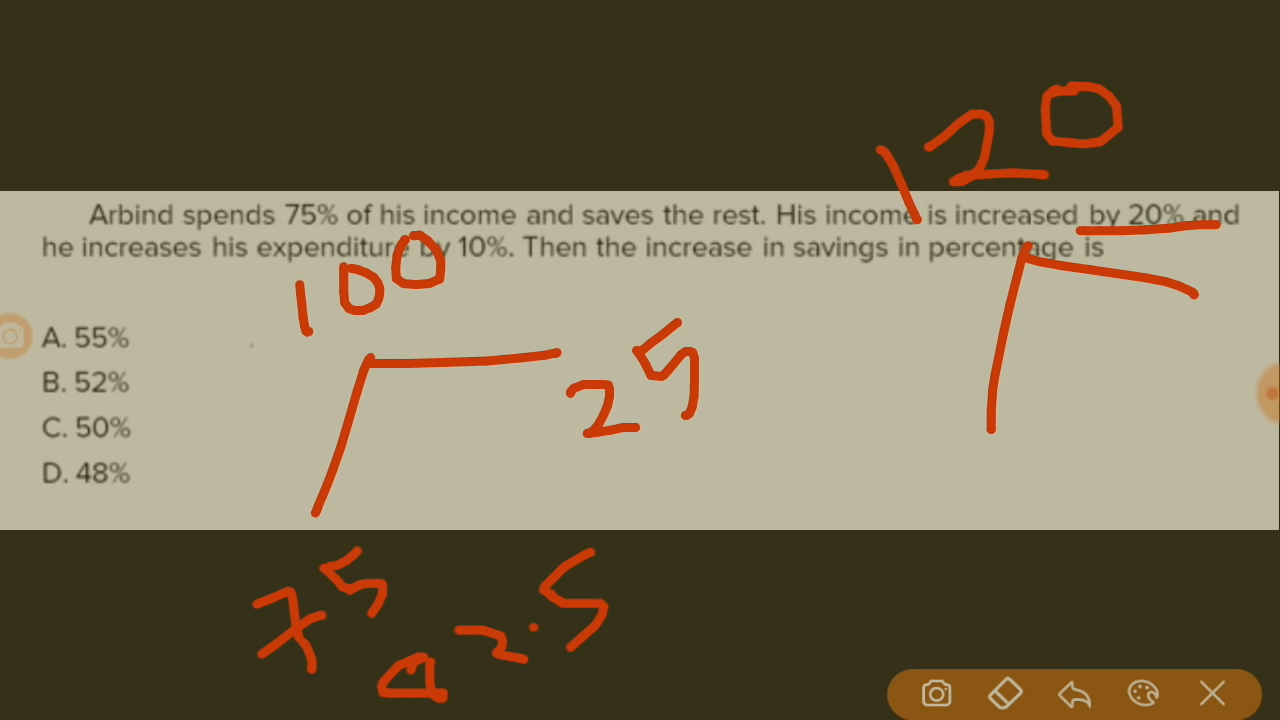 120
Arbind spends 75% of his income and saves the rest. His income is increased by 20% and
he increases his expenditure by 10%. Then the increase in savings in percentage is
100
A. 55%
25
B. 52%
C. 50%
D. 48%
75
2.5